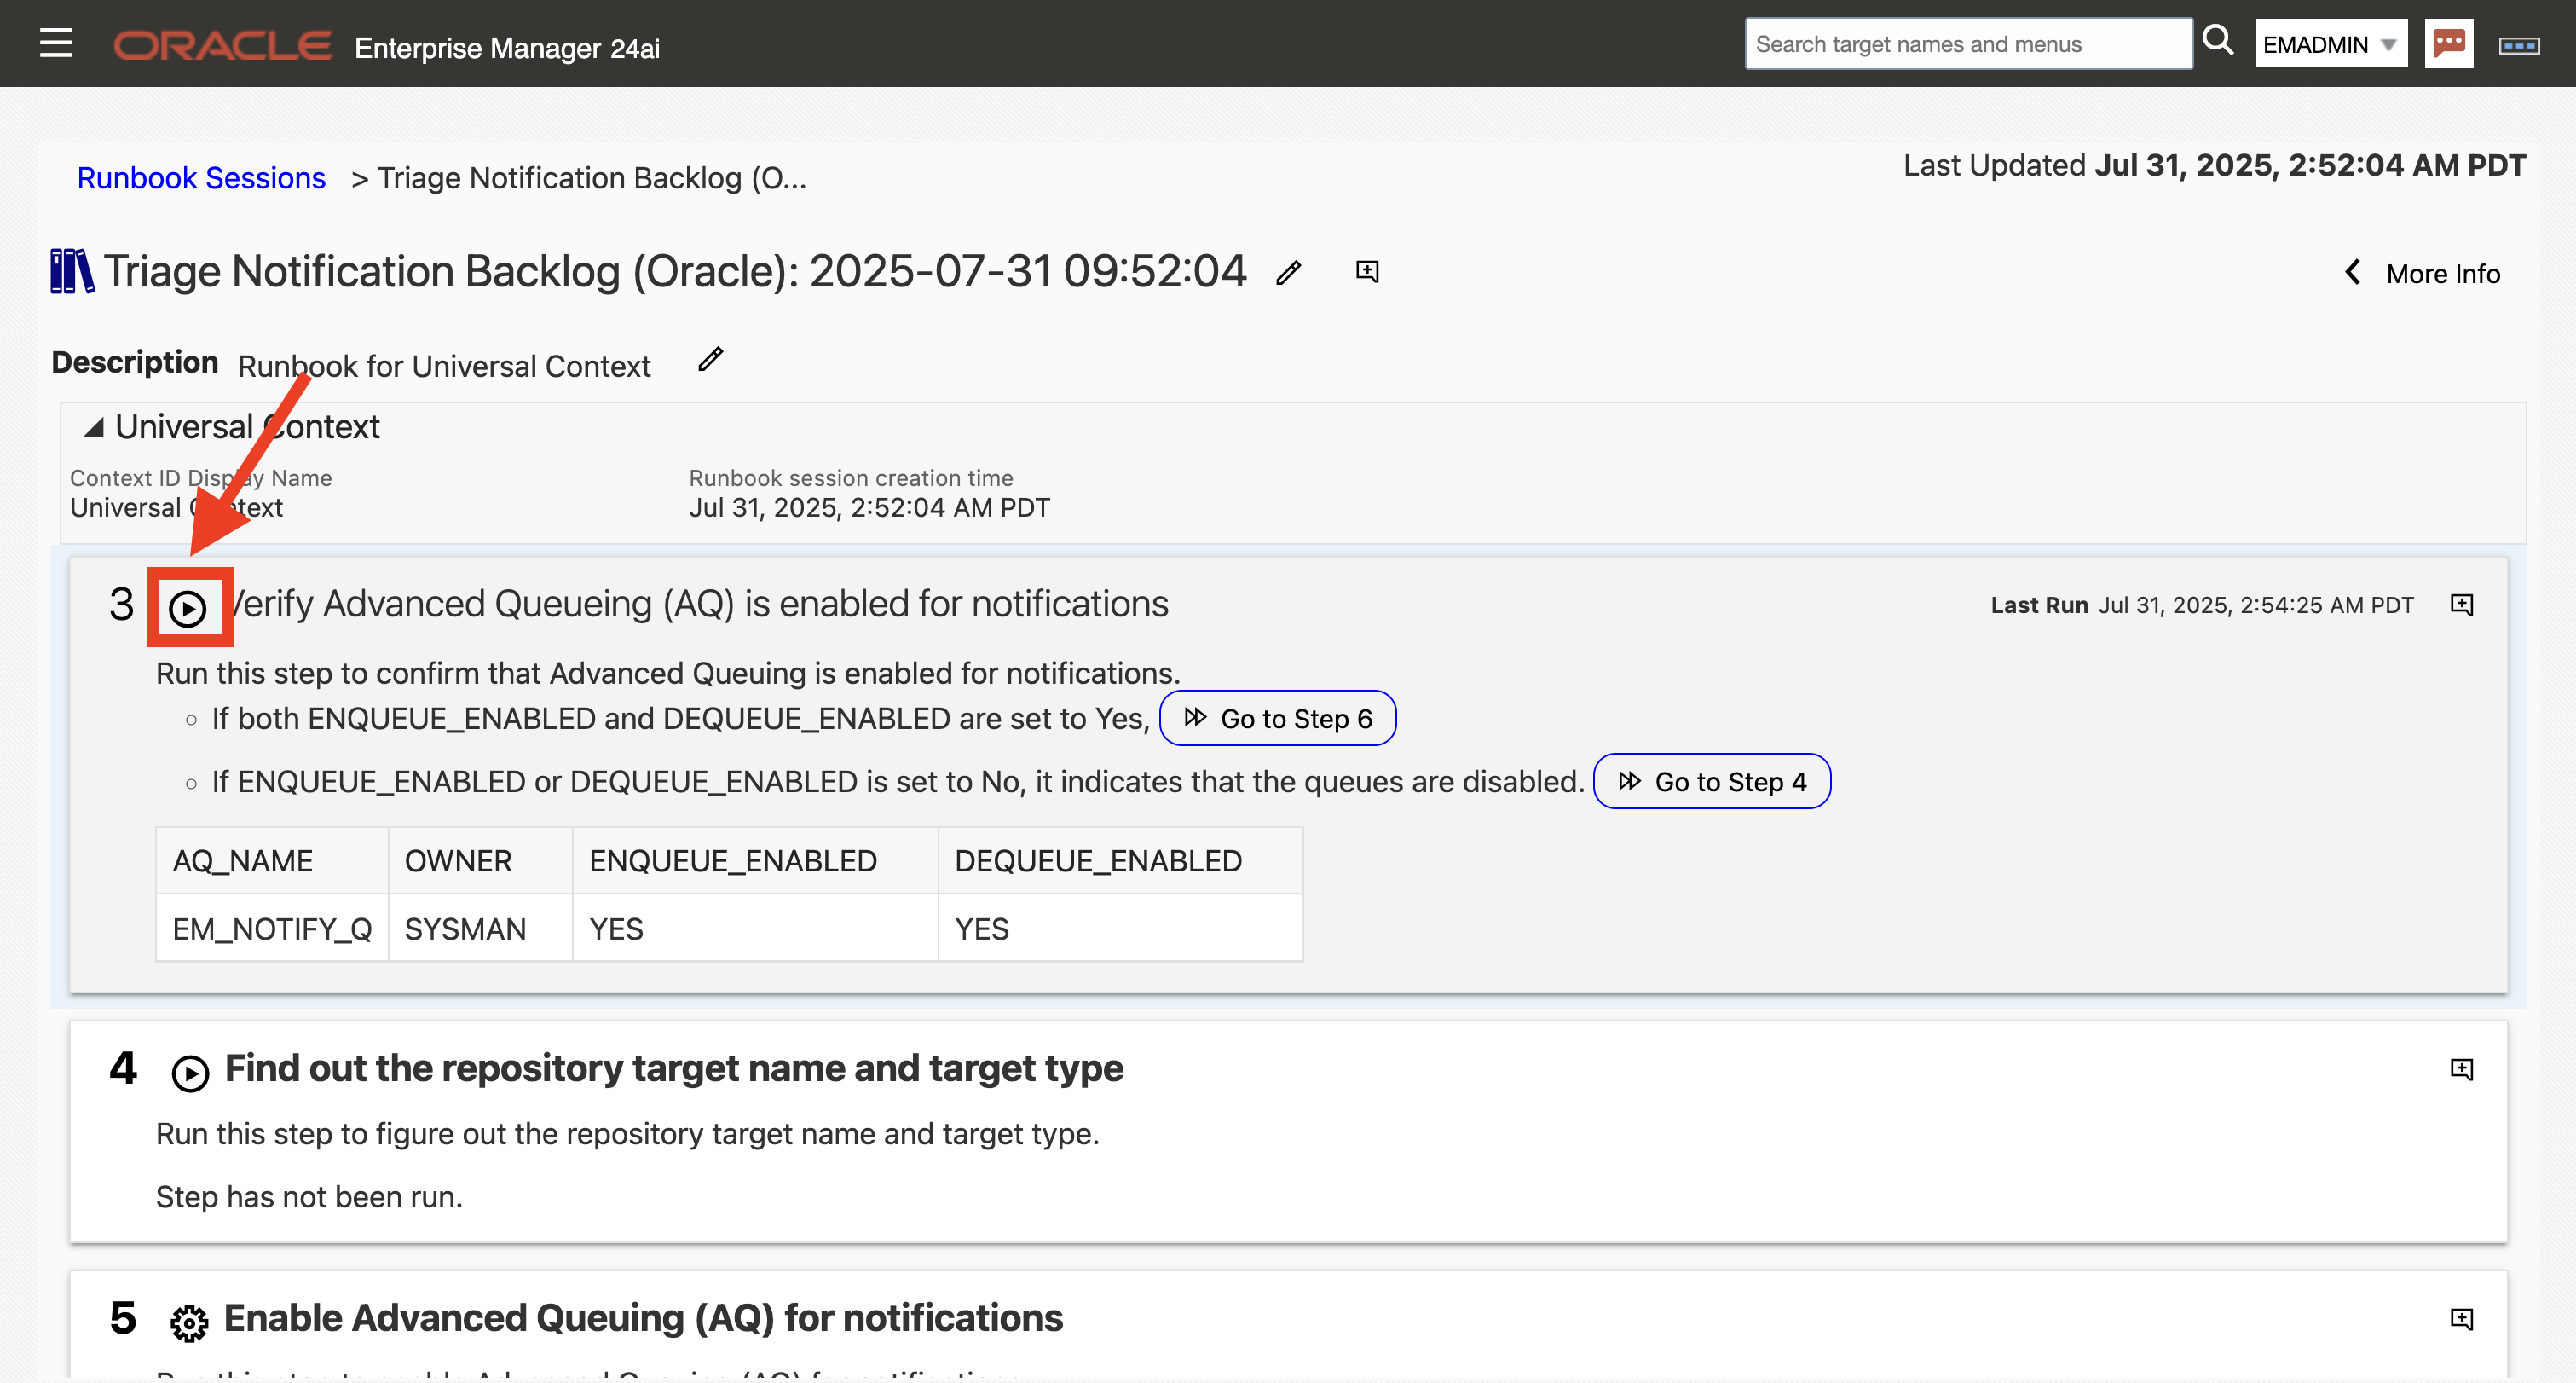 ORACLE Enterprise Manager 24ai
Search target names and menus
EMADMIN
Runbook Sessions > Triage Notification Backlog (O...
Last Updated Jul 31, 2025, 2:52:04 AM PDT
Triage Notification Backlog (Oracle): 2025-07-31 09:52:04
More Info
Description Runbook for Universal Context
Universal Context
Context ID Display Name
Universal Context
Runbook session creation time
Jul 31, 2025, 2:52:04 AM PDT
3 Verify Advanced Queueing (AQ) is enabled for notifications
Last Run Jul 31, 2025, 2:54:25 AM PDT
Run this step to confirm that Advanced Queuing is enabled for notifications.
If both ENQUEUE_ENABLED and DEQUEUE_ENABLED are set to Yes, Go to Step 6
If ENQUEUE_ENABLED or DEQUEUE_ENABLED is set to No, it indicates that the queues are disabled. Go to Step 4
AQ_NAME OWNER ENQUEUE_ENABLED DEQUEUE_ENABLED
EM_NOTIFY_Q SYSMAN YES YES
4 Find out the repository target name and target type
Run this step to figure out the repository target name and target type.
Step has not been run.
5 Enable Advanced Queuing (AQ) for notifications